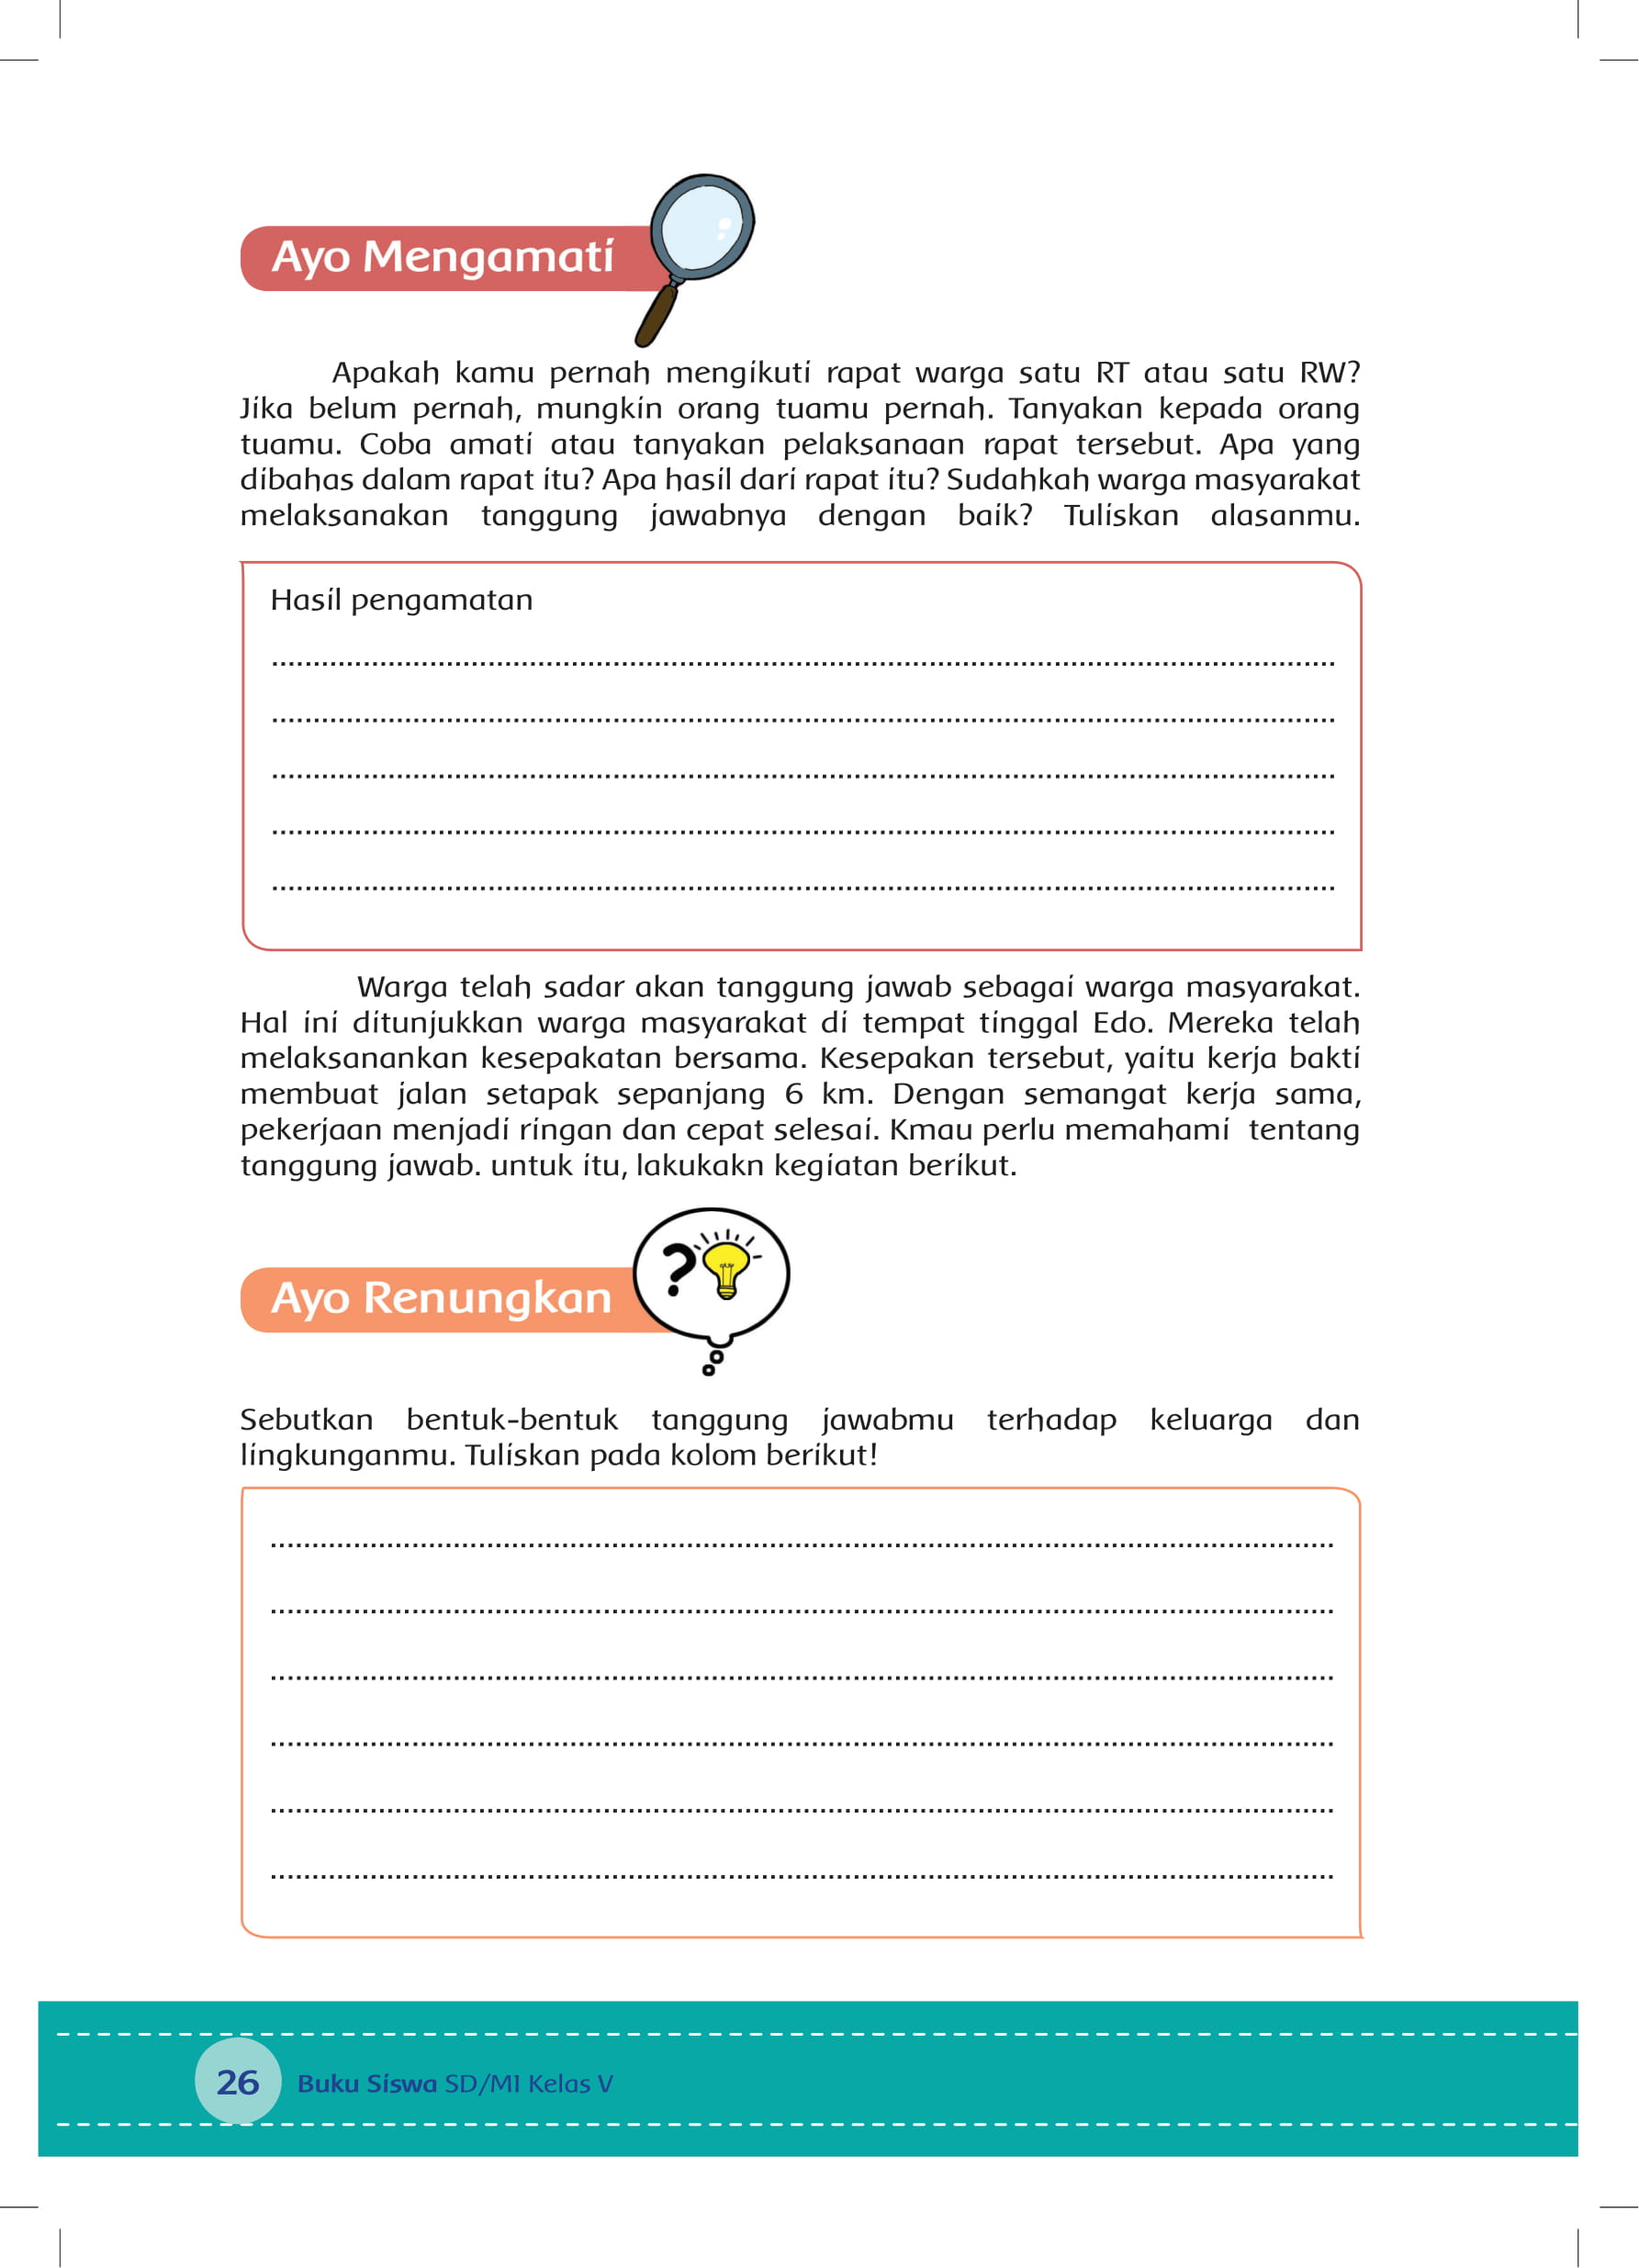 Ayo Mengamati
Apakah kamu pernah mengikuti rapat warga satu RT atau satu RW?
Jika belum pernah, mungkin orang tuamu pernah. Tanyakan kepada orang
tuamu. Coba amati atau tanyakan pelaksanaan rapat tersebut. Apa yang
dibahas dalam rapat itu? Apa hasil dari rapat itu? Sudahkah warga masyarakat
melaksanakan tanggung jawabnya dengan baik? Tuliskan alasanmu.
Hasil pengamatan
Warga telah sadar akan tanggung jawab sebagai warga masyarakat.
Hal ini ditunjukkan warga masyarakat di tempat tinggal Edo. Mereka telah
melaksanankan kesepakatan bersama. Kesepakan tersebut, yaitu kerja bakti
membuat jalan setapak sepanjang 6 km. Dengan semangat kerja sama,
pekerjaan menjadi ringan dan cepat selesai. Kmau perlu memahami tentang
tanggung jawab. untuk itu, lakukakn kegiatan berikut.
?
Ayo Renungkan
Sebutkan bentuk-bentuk tanggung jawabmu terhadap keluarga dan
lingkunganmu. Tuliskan pada kolom berikut!
26 Buku Siswa SD/MI Kelas V